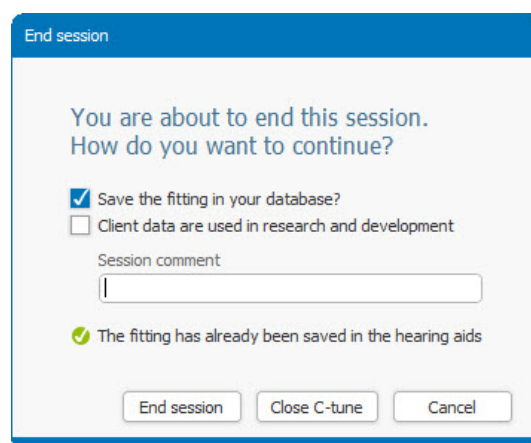 End session
You are about to end this session.
How do you want to continue?
Save the fitting in your database?
Client data are used in research and development
Session comment
The fitting has already been saved in the hearing aids
End session Close C-tune Cancel